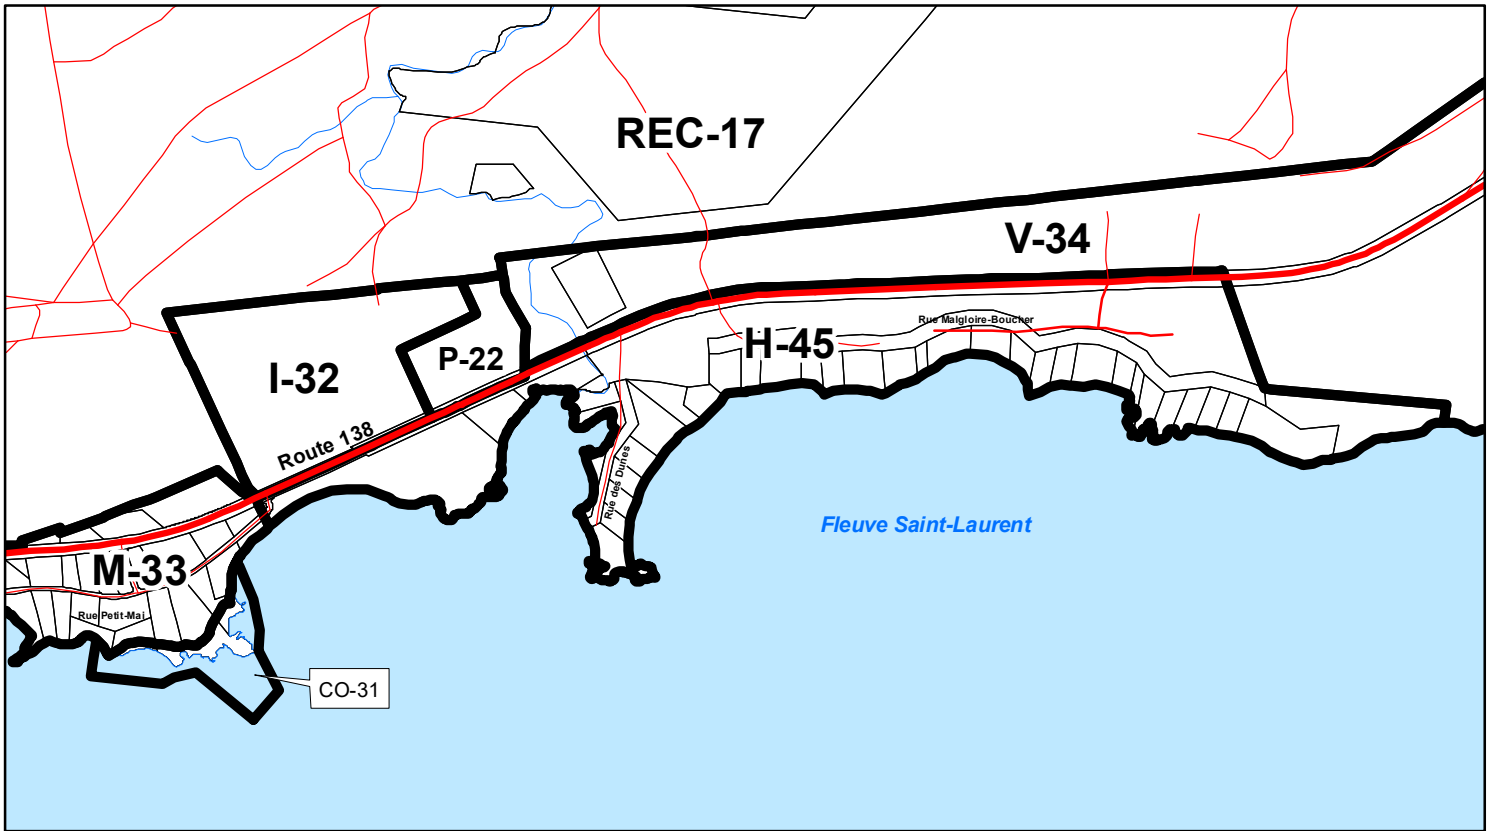 REC-17
V-34
Rue Malgloire-Boucher
H-45
P-22
I-32
Route 138
Rue des Dunes
Fleuve Saint-Laurent
M-33
Rue Petit-Mai
CO-31